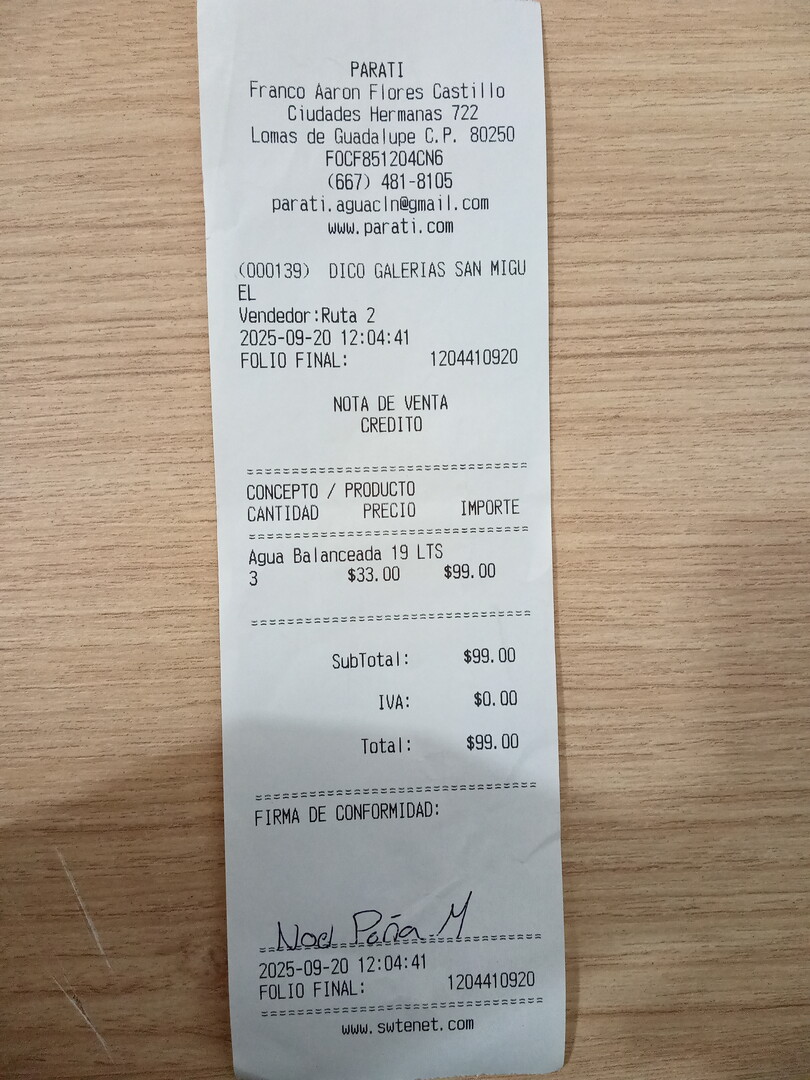 PARATI
Franco Aaron Flores Castillo
Ciudades Hermanas 722
Lomas de Guadalupe C.P. 80250
FOCF851204CN6
(667) 481-8105
parati.aguacln@gmail.com
www.parati.com
(000139) DICO GALERIAS SAN MIGU
EL
Vendedor:Ruta 2
2025-09-20 12:04:41
FOLIO FINAL: 1204410920
NOTA DE VENTA
CREDITO
CONCEPTO / PRODUCTO
CANTIDAD PRECIO IMPORTE
Agua Balanceada 19 LTS
3 $33.00 $99.00
SubTotal: $99.00
IVA: $0.00
Total: $99.00
FIRMA DE CONFORMIDAD:
Noel Peña M
2025-09-20 12:04:41
FOLIO FINAL: 1204410920
www.swtenet.com